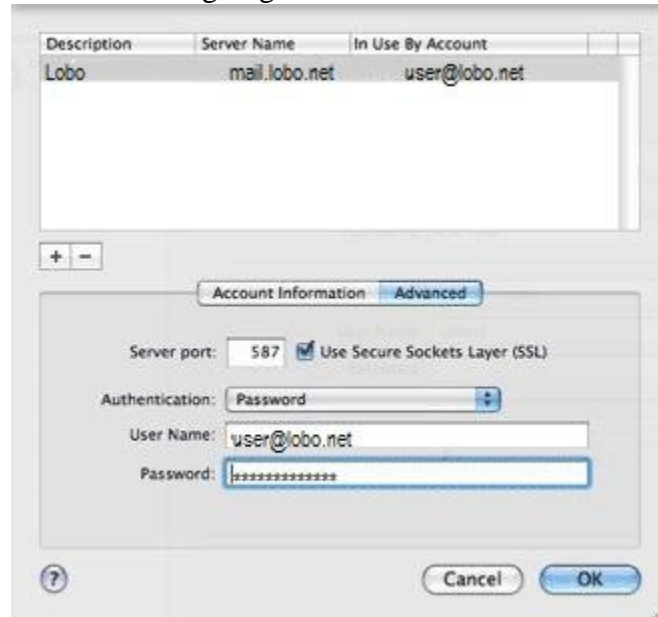 Description Server Name In Use By Account
Lobo mail.lobo.net user@lobo.net
+ -
Account Information Advanced
Server port: 587 Use Secure Sockets Layer (SSL)
Authentication: Password
User Name: user@lobo.net
Password: *************
? Cancel OK